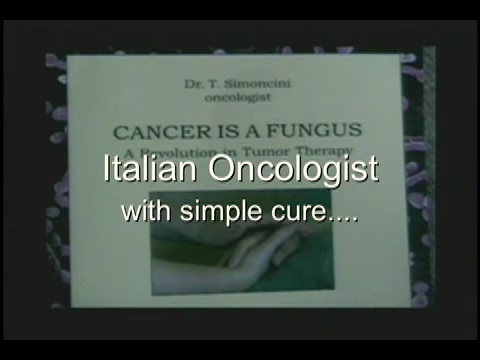 Dr. T. Simoncini
oncologist
CANCER IS A FUNGUS
A Revolution in Tumor Therapy
Italian Oncologist
with simple cure....